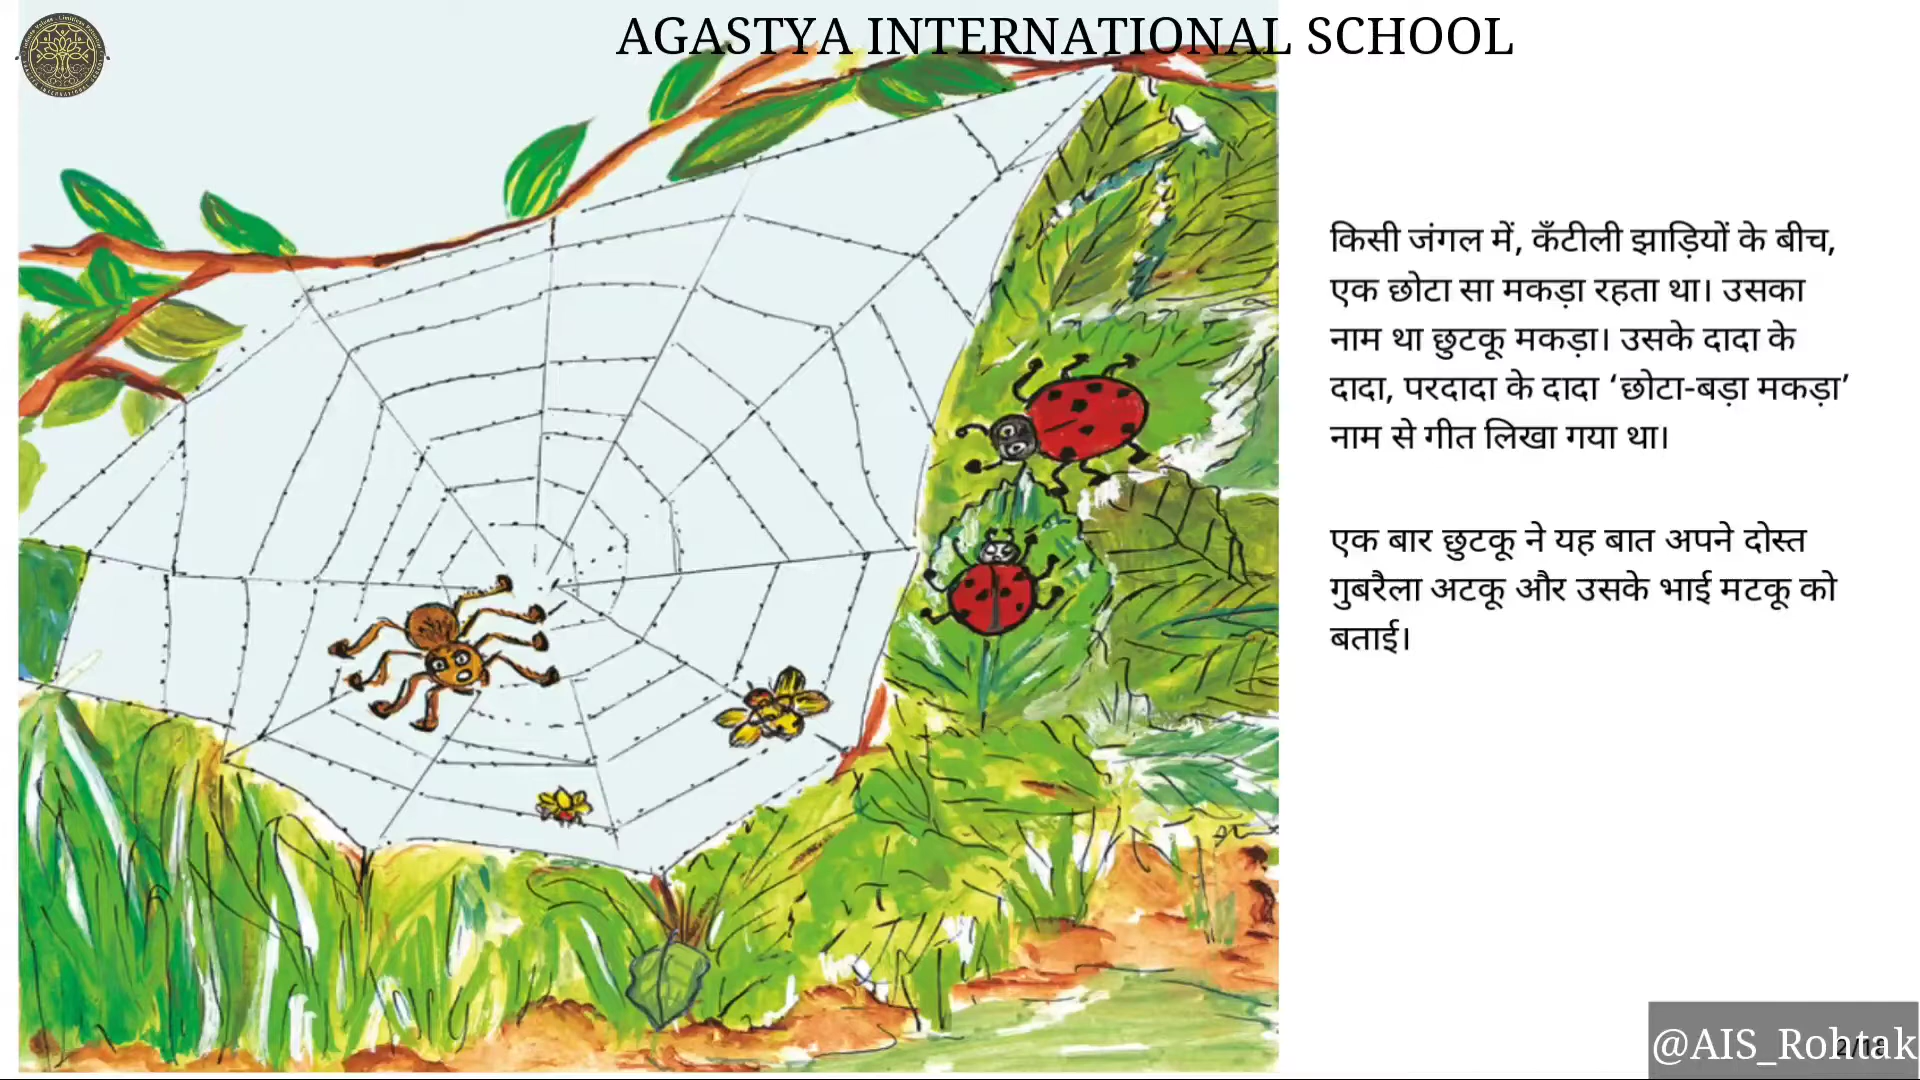 AGASTYA INTERNATIONAL SCHOOL
किसी जंगल में, कँटीली झाड़ियों के बीच,
एक छोटा सा मकड़ा रहता था। उसका
नाम था छुटकू मकड़ा। उसके दादा के
दादा, परदादा के दादा ‘छोटा-बड़ा मकड़ा’
नाम से गीत लिखा गया था।
एक बार छुटकू ने यह बात अपने दोस्त
गुबरैला अटकू और उसके भाई मटकू को
बताई।
@AIS_Rohtak